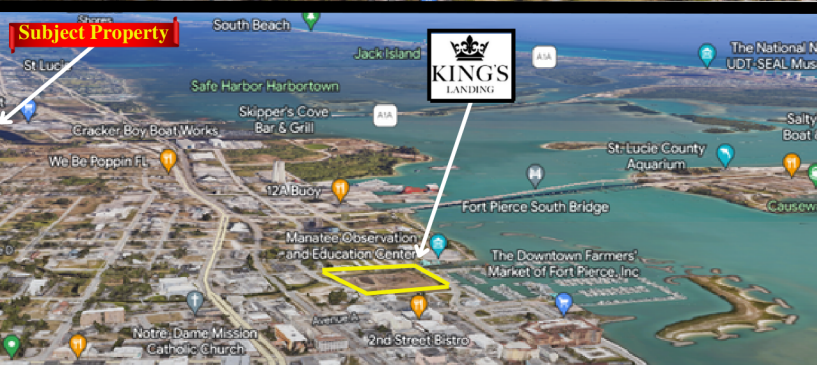 Shores
South Beach
Subject Property
Jack Island
A1A
The National N
UDT-SEAL Mus
St Lucie
KING'S
LANDING
Safe Harbor Harbortown
Skipper's Cove
Bar & Grill
A1A
Salty
Boat
Cracker Boy Boat Works
St. Lucie County
Aquarium
We Be Poppin FL
12A Buoy
Fort Pierce South Bridge
Causewa
Manatee Observation
and Education Center
The Downtown Farmers'
Market of Fort Pierce, Inc
Avenue A
Notre Dame Mission
Catholic Church
2nd Street Bistro